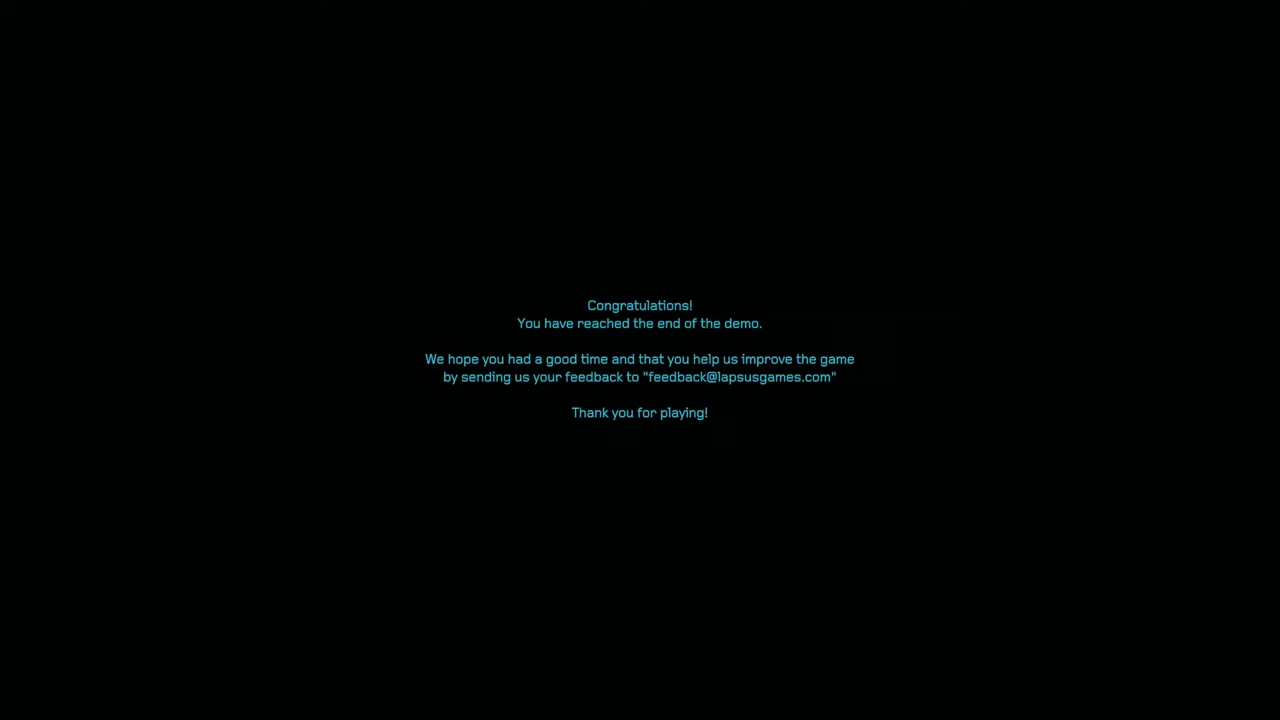 Congratulations!
You have reached the end of the demo.
We hope you had a good time and that you help us improve the game
by sending us your feedback to "feedback@lapsusgames.com"
Thank you for playing!